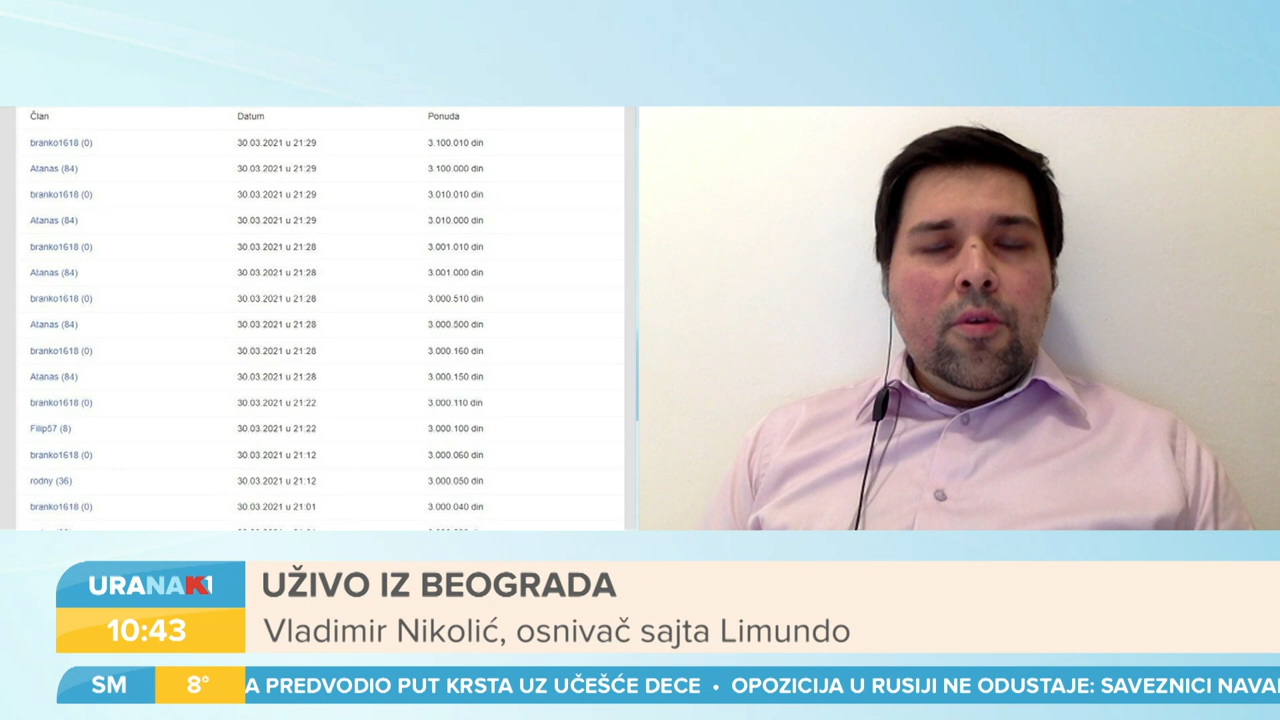 Član Datum Ponuda
branko1618 (0) 30.03.2021 u 21:29 3.100.010 din
Atanas (84) 30.03.2021 u 21:29 3.100.000 din
branko1618 (0) 30.03.2021 u 21:29 3.010.010 din
Atanas (84) 30.03.2021 u 21:29 3.010.000 din
branko1618 (0) 30.03.2021 u 21:28 3.001.010 din
Atanas (84) 30.03.2021 u 21:28 3.001.000 din
branko1618 (0) 30.03.2021 u 21:28 3.000.510 din
Atanas (84) 30.03.2021 u 21:28 3.000.500 din
branko1618 (0) 30.03.2021 u 21:28 3.000.160 din
Atanas (84) 30.03.2021 u 21:28 3.000.150 din
branko1618 (0) 30.03.2021 u 21:22 3.000.110 din
Filip57 (8) 30.03.2021 u 21:22 3.000.100 din
branko1618 (0) 30.03.2021 u 21:12 3.000.060 din
rodny (36) 30.03.2021 u 21:12 3.000.050 din
branko1618 (0) 30.03.2021 u 21:01 3.000.040 din
URANAK1
UŽIVO IZ BEOGRADA
10:43
Vladimir Nikolić, osnivač sajta Limundo
SM 8° A PREDVODIO PUT KRSTA UZ UČEŠĆE DECE • OPOZICIJA U RUSIJI NE ODUSTAJE: SAVEZNICI NAVAL